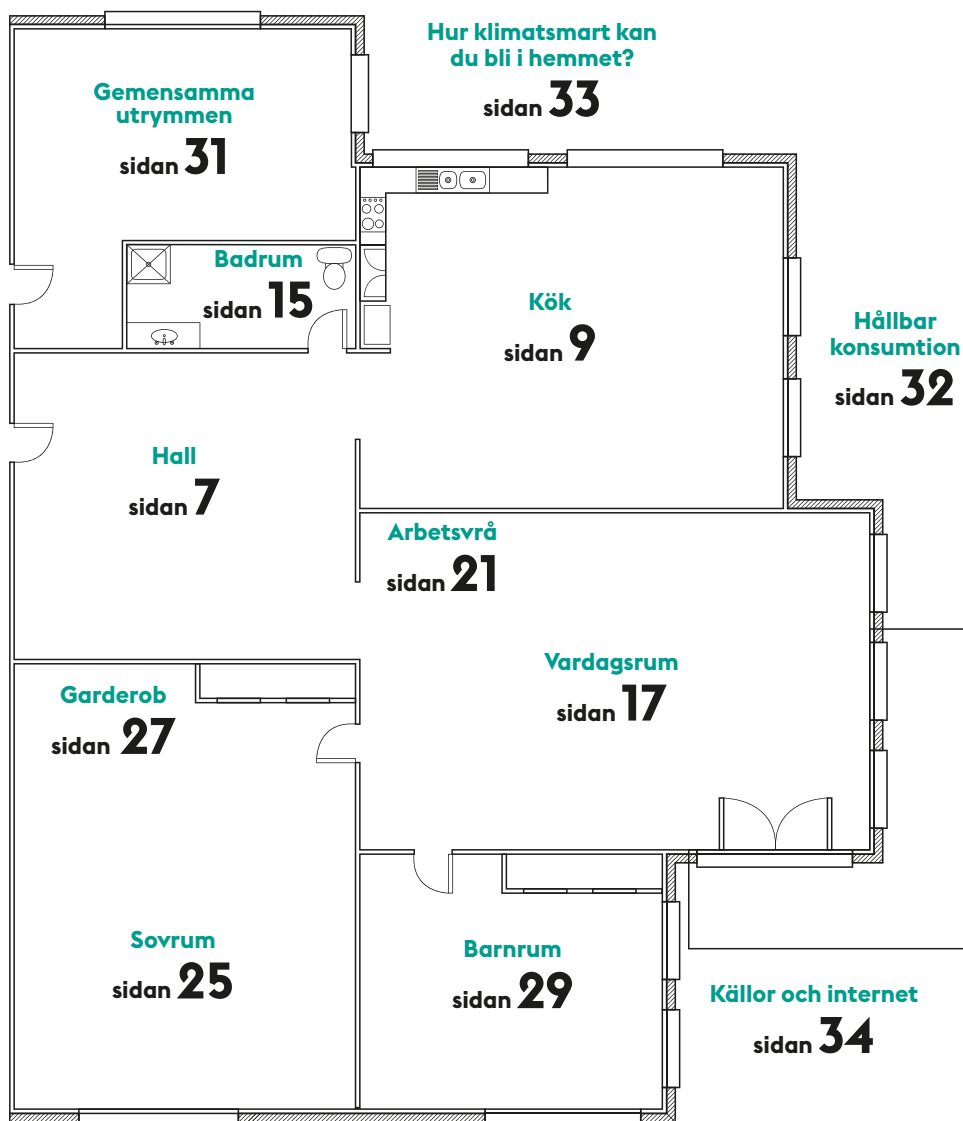 Hur klimatsmart kan
du bli i hemmet?
sidan 33
Gemensamma
utrymmen
sidan 31
Badrum
sidan 15
Kök
sidan 9
Hållbar
konsumtion
sidan 32
Hall
sidan 7
Arbetsvrå
sidan 21
Vardagsrum
sidan 17
Garderob
sidan 27
Sovrum
sidan 25
Barnrum
sidan 29
Källor och internet
sidan 34